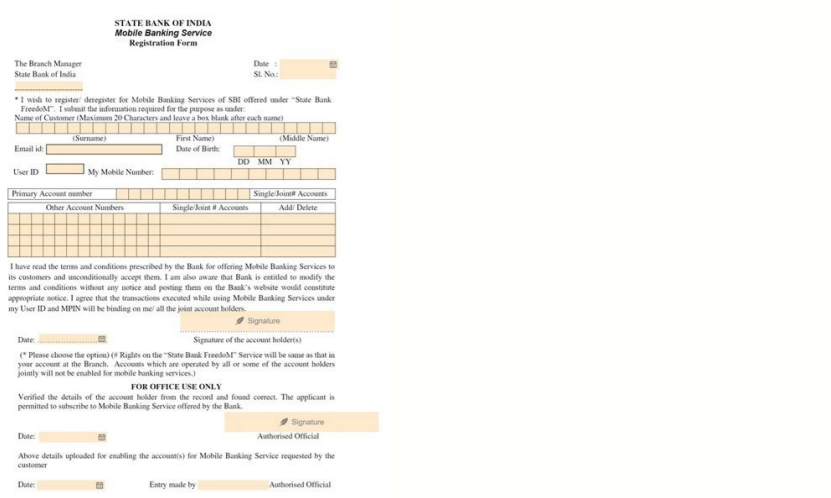 STATE BANK OF INDIA
Mobile Banking Service
Registration Form
The Branch Manager
Date :
State Bank of India
Sl. No.:
* I wish to register/ deregister for Mobile Banking Services of SBI offered under “State Bank
FreedoM”. I submit the information required for the purpose as under:
Name of Customer (Maximum 20 Characters and leave a box blank after each name)
(Surname) First Name) (Middle Name)
Email id: Date of Birth:
DD MM YY
User ID My Mobile Number:
Primary Account number Single/Joint# Accounts
Other Account Numbers Single/Joint # Accounts Add/ Delete
I have read the terms and conditions prescribed by the Bank for offering Mobile Banking Services to
its customers and unconditionally accept them. I am also aware that Bank is entitled to modify the
terms and conditions without any notice and posting them on the Bank’s website would constitute
appropriate notice. I agree that the transactions executed while using Mobile Banking Services under
my User ID and MPIN will be binding on me/ all the joint account holders.
Signature
Date: Signature of the account holder(s)
(* Please choose the option) (# Rights on the “State Bank FreedoM” Service will be same as that in
your account at the Branch. Accounts which are operated by all or some of the account holders
jointly will not be enabled for mobile banking services.)
FOR OFFICE USE ONLY
Verified the details of the account holder from the record and found correct. The applicant is
permitted to subscribe to Mobile Banking Service offered by the Bank.
Signature
Date: Authorised Official
Above details uploaded for enabling the account(s) for Mobile Banking Service requested by the
customer
Date: Entry made by Authorised Official